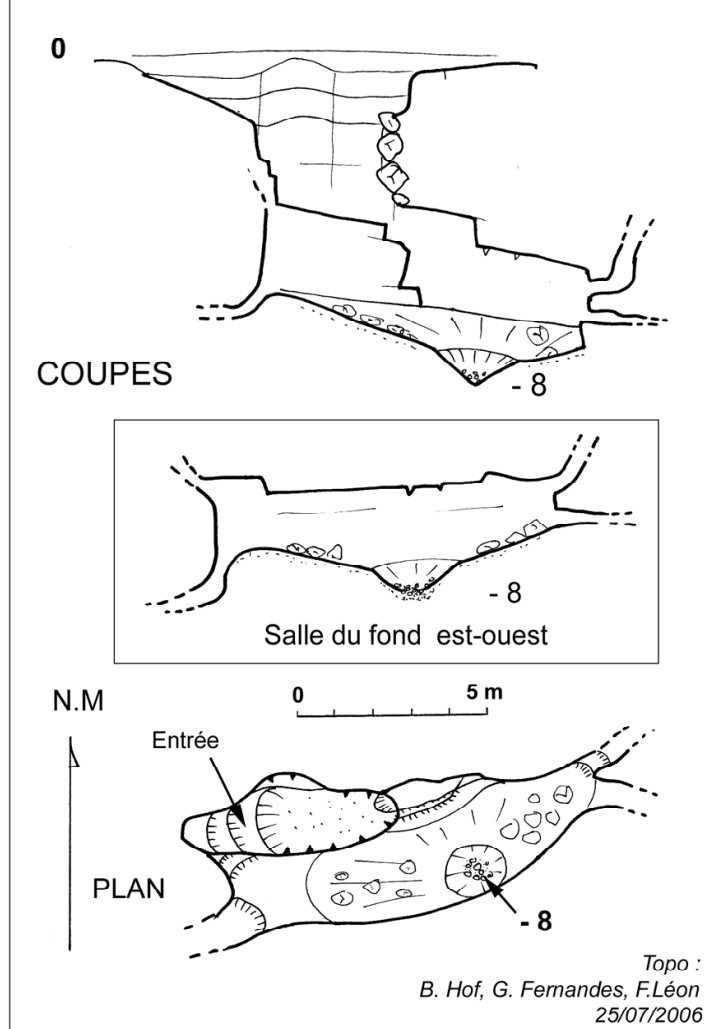 0
COUPES
- 8
- 8
Salle du fond est-ouest
N.M
0 5 m
Entrée
PLAN
- 8
Topo :
B. Hof, G. Fernandes, F.Léon
25/07/2006